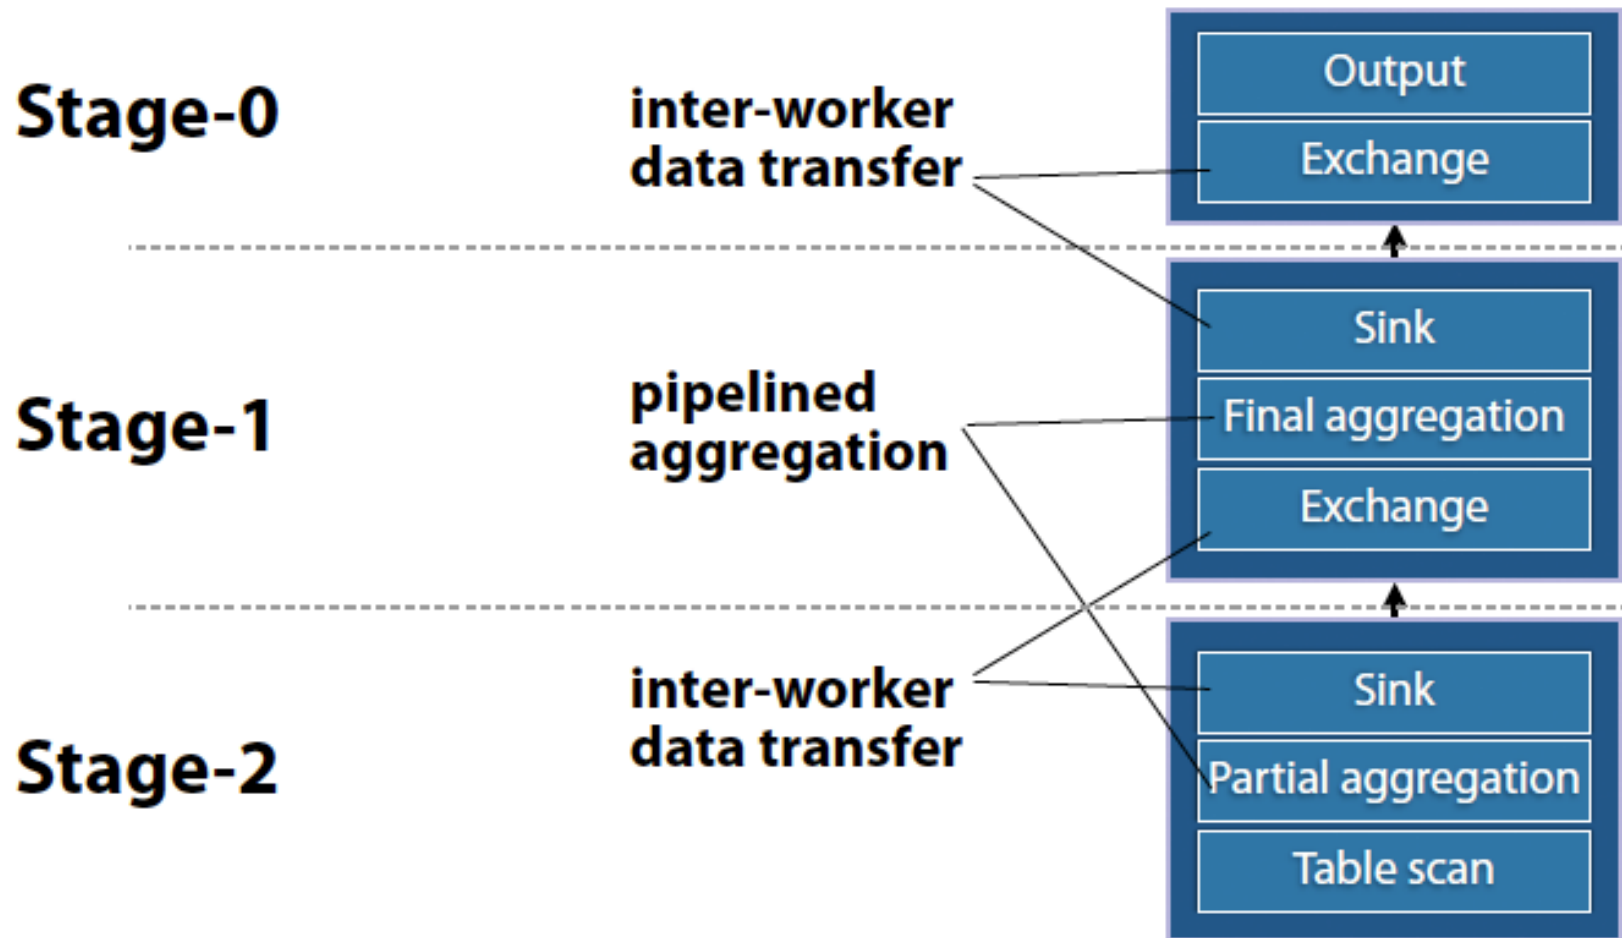 Stage-0
inter-worker
data transfer
Output
Exchange
Stage-1
pipelined
aggregation
Sink
Final aggregation
Exchange
Stage-2
inter-worker
data transfer
Sink
Partial aggregation
Table scan